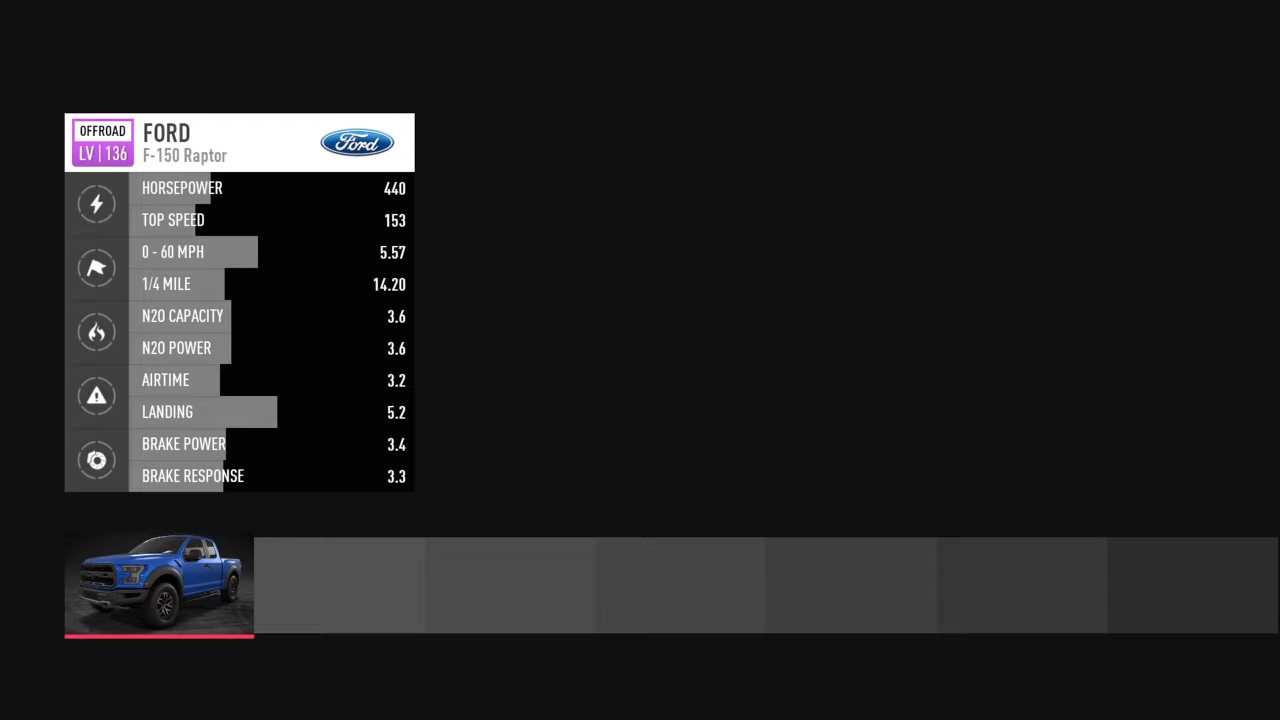 OFFROAD
LV | 136
FORD
F-150 Raptor
Ford
HORSEPOWER 440
TOP SPEED 153
0 - 60 MPH 5.57
1/4 MILE 14.20
N2O CAPACITY 3.6
N2O POWER 3.6
AIRTIME 3.2
LANDING 5.2
BRAKE POWER 3.4
BRAKE RESPONSE 3.3